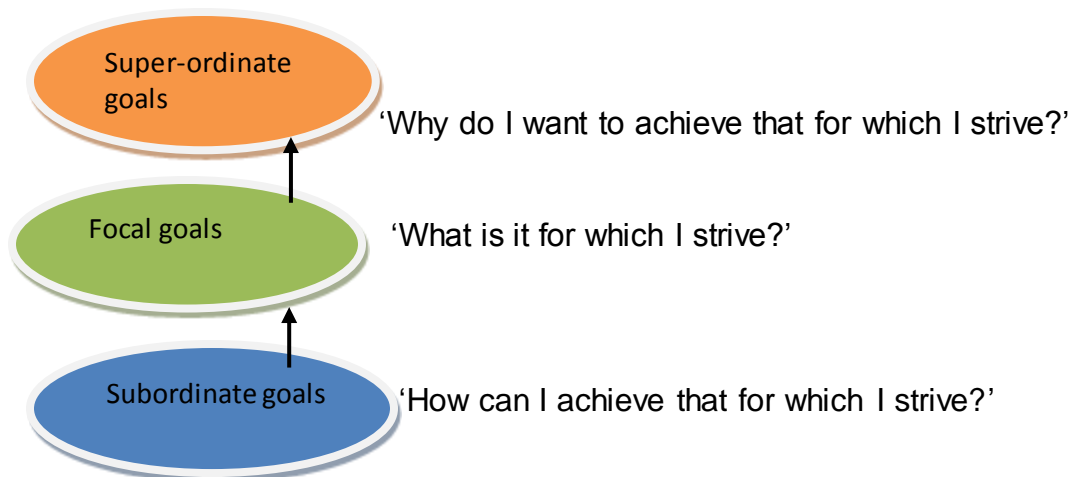 Super-ordinate
goals
‘Why do I want to achieve that for which I strive?’
Focal goals
‘What is it for which I strive?’
Subordinate goals
‘How can I achieve that for which I strive?’